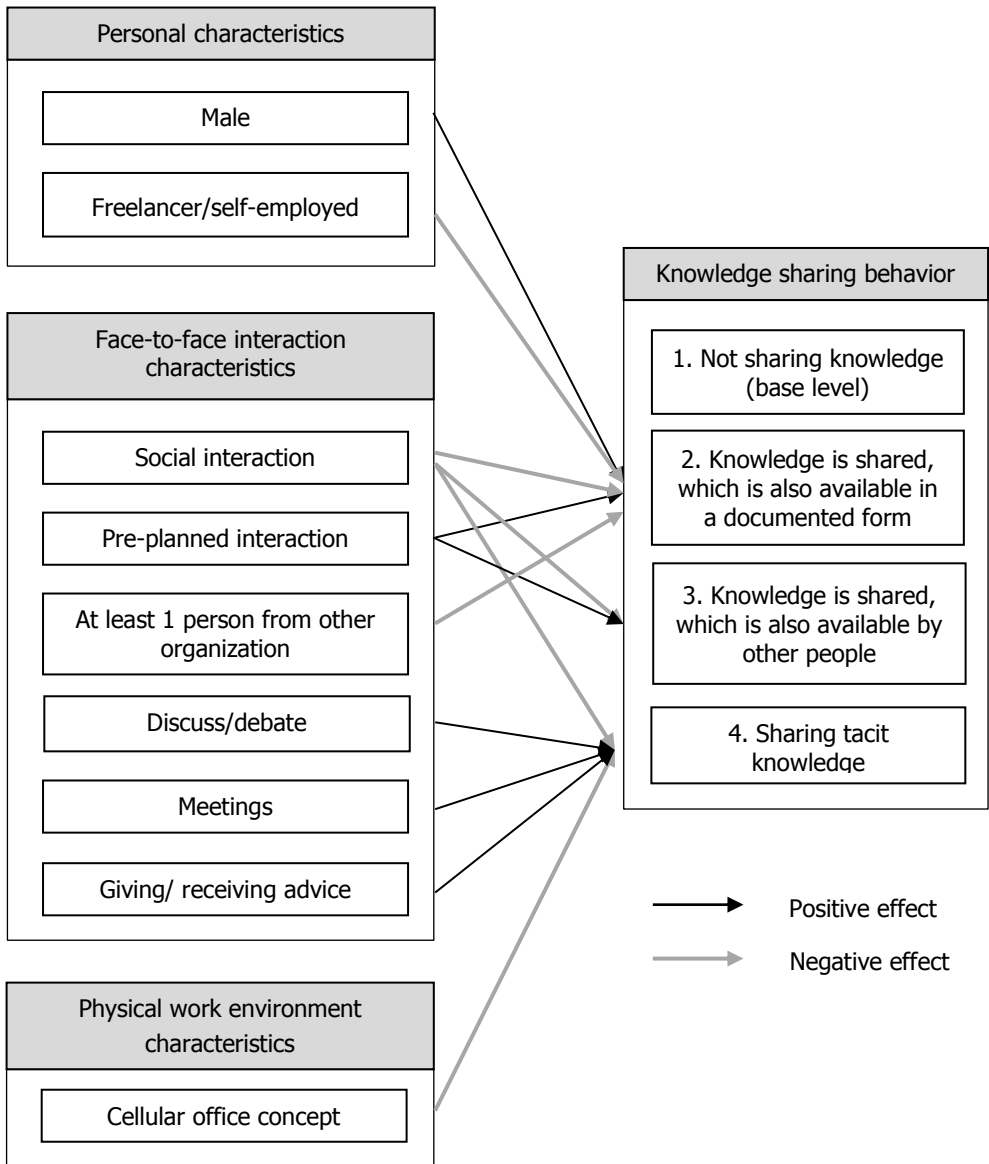 Personal characteristics
Male
Freelancer/self-employed
Face-to-face interaction
characteristics
Social interaction
Pre-planned interaction
At least 1 person from other
organization
Discuss/debate
Meetings
Giving/ receiving advice
Physical work environment
characteristics
Cellular office concept
Knowledge sharing behavior
1. Not sharing knowledge
(base level)
2. Knowledge is shared,
which is also available in
a documented form
3. Knowledge is shared,
which is also available by
other people
4. Sharing tacit
knowledge
Positive effect
Negative effect